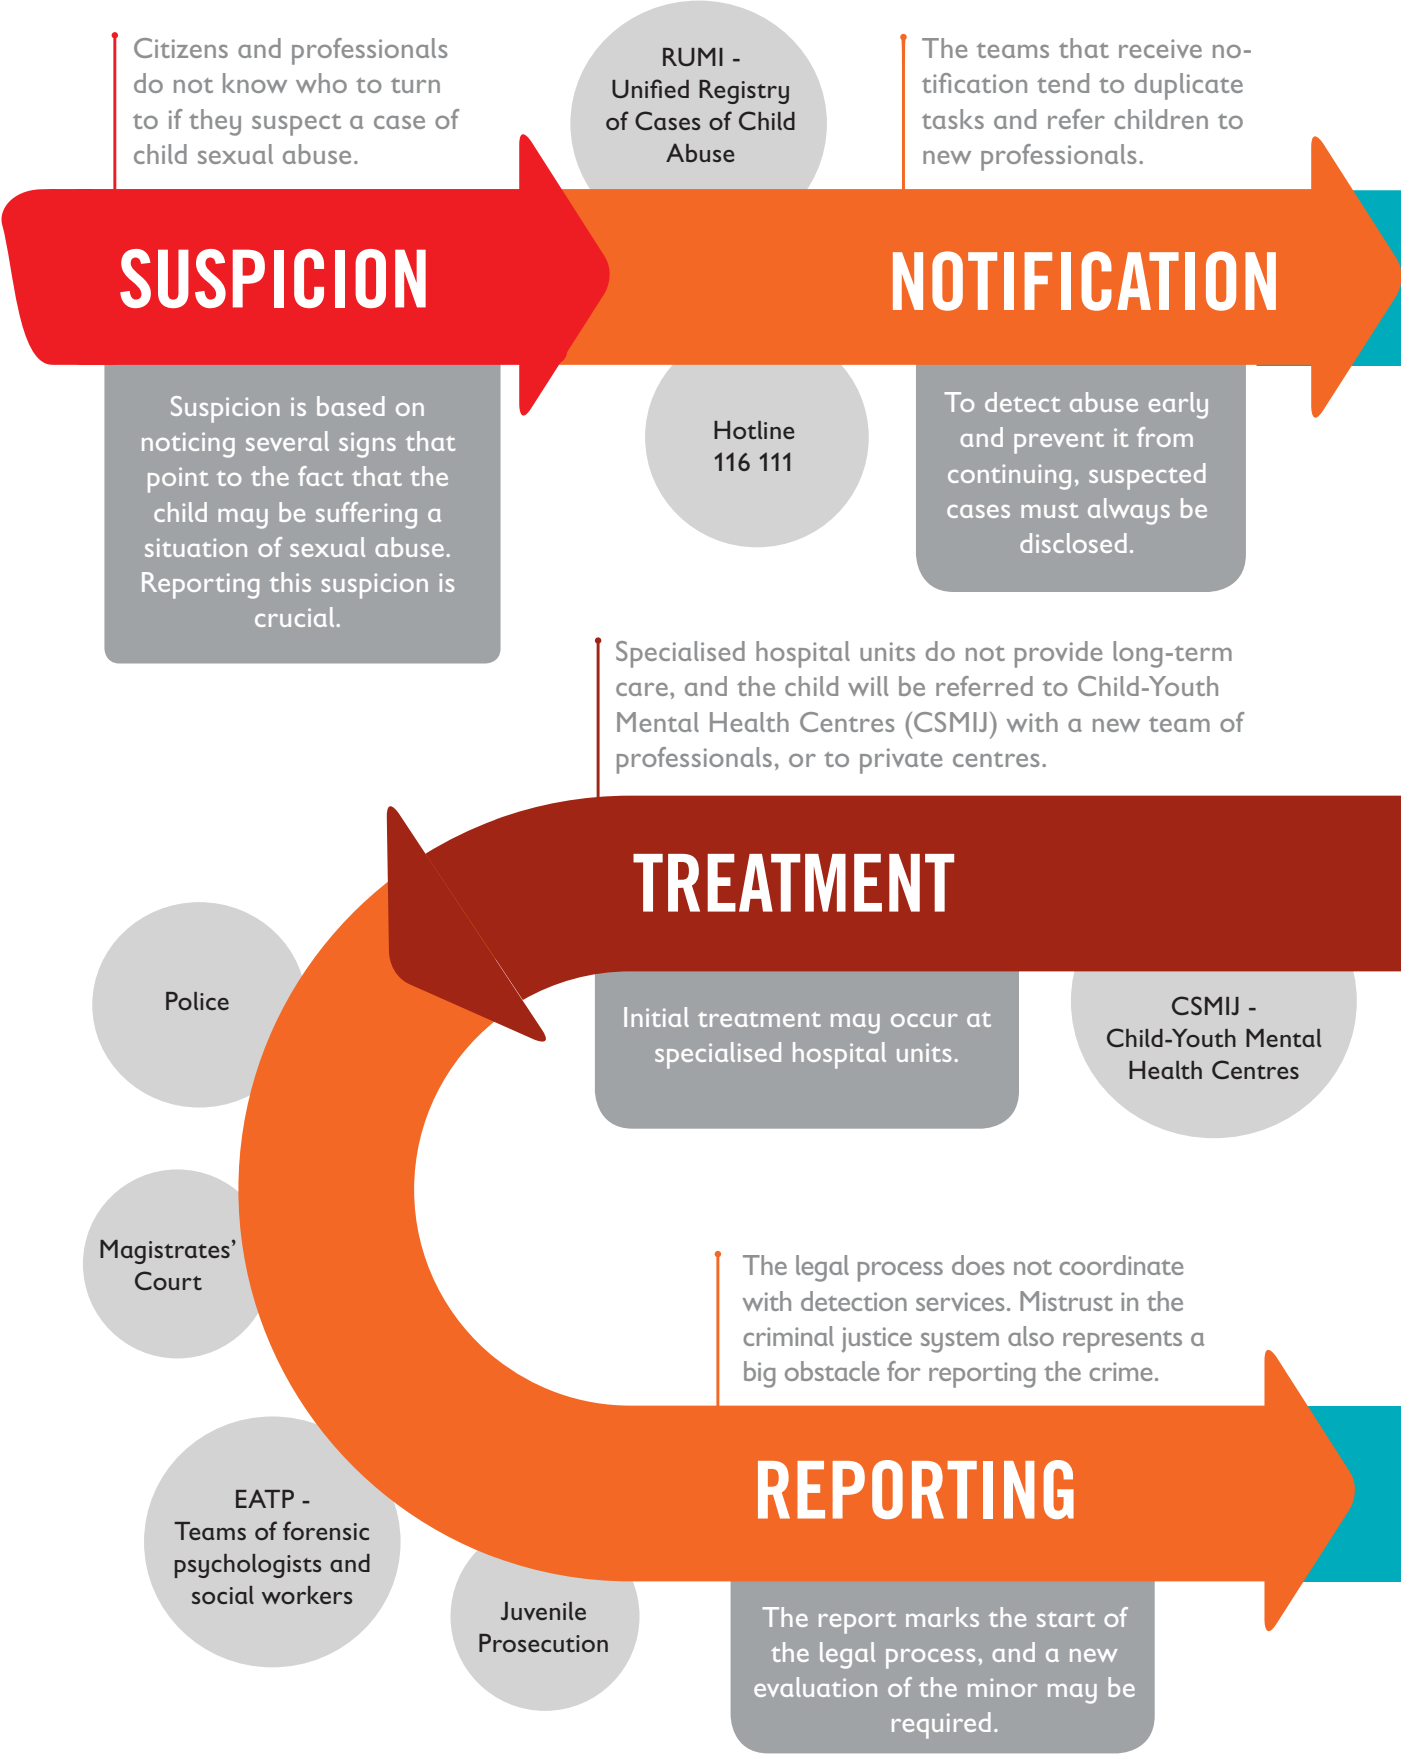 Citizens and professionals
do not know who to turn
to if they suspect a case of
child sexual abuse.
RUMI -
Unified Registry
of Cases of Child
Abuse
The teams that receive no-
tification tend to duplicate
tasks and refer children to
new professionals.
SUSPICION
NOTIFICATION
Suspicion is based on
noticing several signs that
point to the fact that the
child may be suffering a
situation of sexual abuse.
Reporting this suspicion is
crucial.
Hotline
116 111
To detect abuse early
and prevent it from
continuing, suspected
cases must always be
disclosed.
Specialised hospital units do not provide long-term
care, and the child will be referred to Child-Youth
Mental Health Centres (CSMIJ) with a new team of
professionals, or to private centres.
TREATMENT
Initial treatment may occur at
specialised hospital units.
CSMIJ -
Child-Youth Mental
Health Centres
Police
Magistrates'
Court
EATP -
Teams of forensic
psychologists and
social workers
Juvenile
Prosecution
The legal process does not coordinate
with detection services. Mistrust in the
criminal justice system also represents a
big obstacle for reporting the crime.
REPORTING
The report marks the start of
the legal process, and a new
evaluation of the minor may be
required.